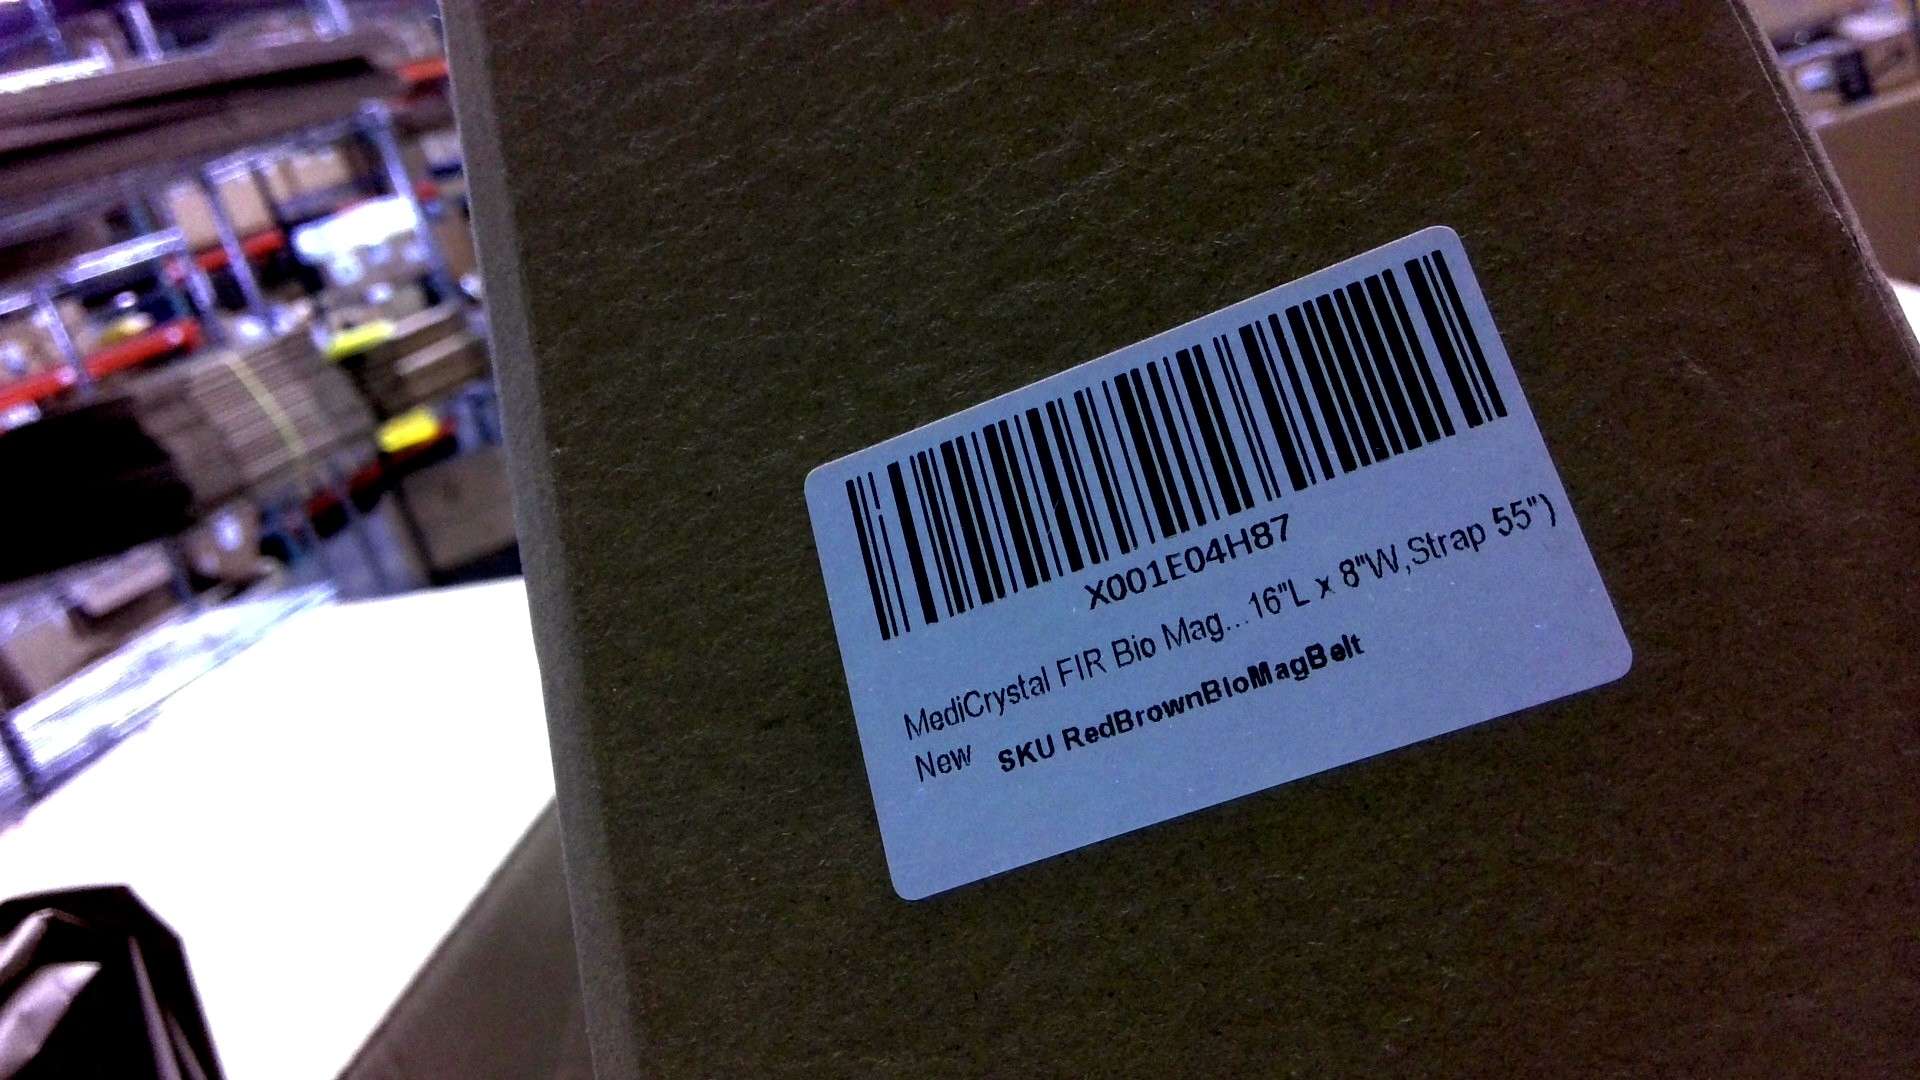 X001E04H87
MediCrystal FIR Bio Mag... 16"L x 8"W,Strap 55")
New SKU RedBrownBioMagBelt